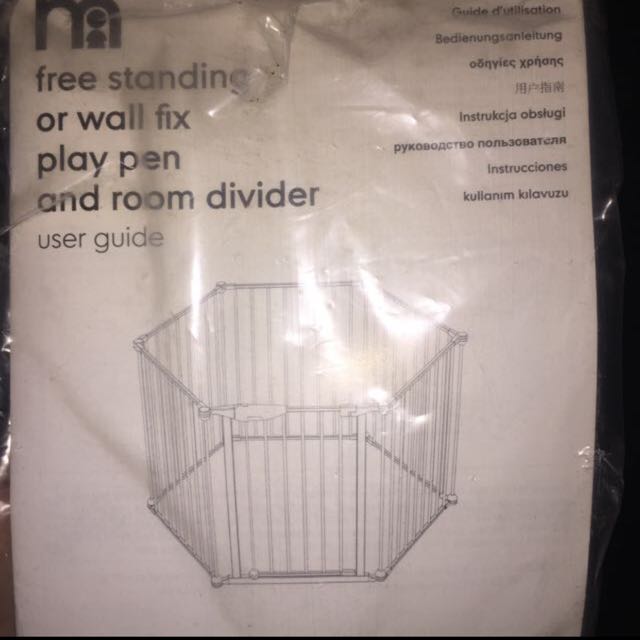 free standing
or wall fix
play pen
and room divider
user guide
Guide d'utilisation
Bedienungsanleitung
οδηγίες χρήσης
用户指南
Instrukcja obsługi
руководство пользователя
Instrucciones
kullanım kılavuzu